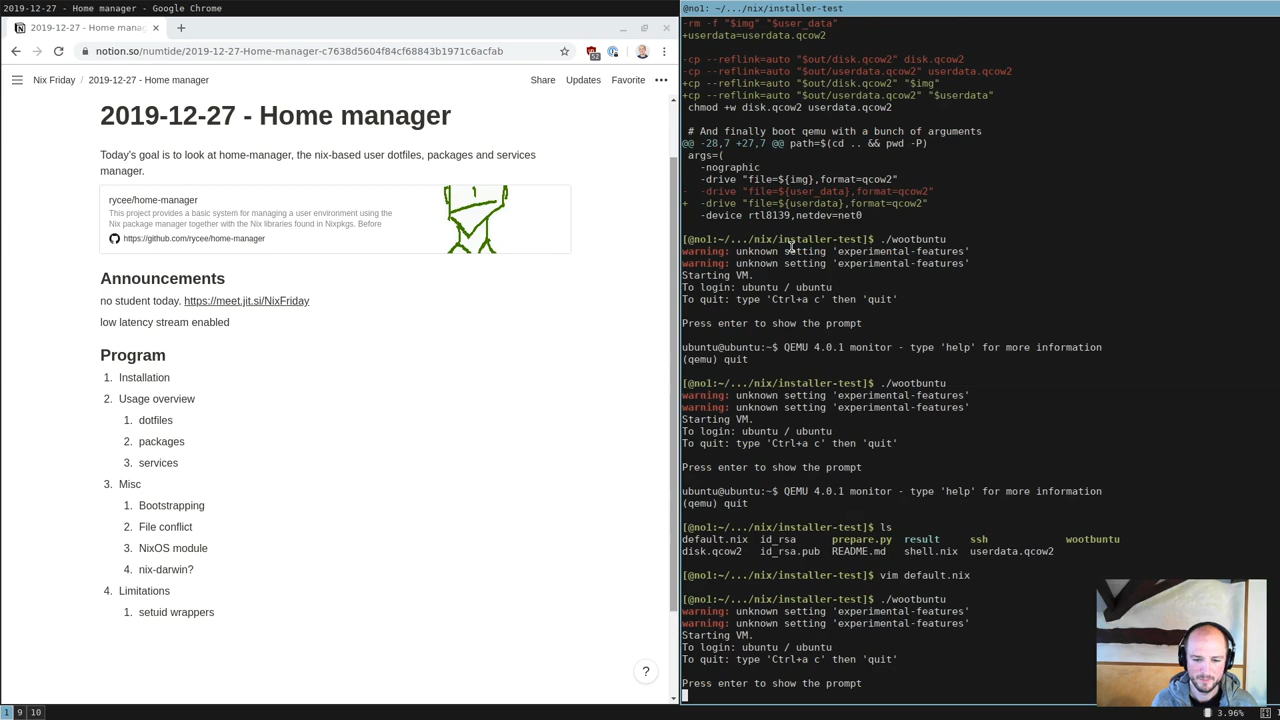 2019-12-27 - Home manager - Google Chrome
2019-12-27 - Home manag
notion.so/numtide/2019-12-27-Home-manager-c7638d5604f84cf68843b1971c6acfab
52
Nix Friday / 2019-12-27 - Home manager
Share Updates Favorite
2019-12-27 - Home manager
Today's goal is to look at home-manager, the nix-based user dotfiles, packages and services
manager.
rycee/home-manager
This project provides a basic system for managing a user environment using the
Nix package manager together with the Nix libraries found in Nixpkgs. Before
https://github.com/rycee/home-manager
Announcements
no student today. https://meet.jit.si/NixFriday
low latency stream enabled
Program
1. Installation
2. Usage overview
1. dotfiles
2. packages
3. services
3. Misc
1. Bootstrapping
2. File conflict
3. NixOS module
4. nix-darwin?
4. Limitations
1. setuid wrappers
?
1 9 10
@no1: ~/.../nix/installer-test
-rm -f "$img" "$user_data"
+userdata=userdata.qcow2
-cp --reflink=auto "$out/disk.qcow2" disk.qcow2
-cp --reflink=auto "$out/userdata.qcow2" userdata.qcow2
+cp --reflink=auto "$out/disk.qcow2" "$img"
+cp --reflink=auto "$out/userdata.qcow2" "$userdata"
chmod +w disk.qcow2 userdata.qcow2
# And finally boot qemu with a bunch of arguments
@@ -28,7 +27,7 @@ path=$(cd .. && pwd -P)
args=(
-nographic
-drive "file=${img},format=qcow2"
- -drive "file=${user_data},format=qcow2"
+ -drive "file=${userdata},format=qcow2"
-device rtl8139,netdev=net0
[@no1:~/.../nix/installer-test]$ ./wootbuntu
warning: unknown setting 'experimental-features'
warning: unknown setting 'experimental-features'
Starting VM.
To login: ubuntu / ubuntu
To quit: type 'Ctrl+a c' then 'quit'
Press enter to show the prompt
ubuntu@ubuntu:~$ QEMU 4.0.1 monitor - type 'help' for more information
(qemu) quit
[@no1:~/.../nix/installer-test]$ ./wootbuntu
warning: unknown setting 'experimental-features'
warning: unknown setting 'experimental-features'
Starting VM.
To login: ubuntu / ubuntu
To quit: type 'Ctrl+a c' then 'quit'
Press enter to show the prompt
ubuntu@ubuntu:~$ QEMU 4.0.1 monitor - type 'help' for more information
(qemu) quit
[@no1:~/.../nix/installer-test]$ ls
default.nix id_rsa prepare.py result ssh wootbuntu
disk.qcow2 id_rsa.pub README.md shell.nix userdata.qcow2
[@no1:~/.../nix/installer-test]$ vim default.nix
[@no1:~/.../nix/installer-test]$ ./wootbuntu
warning: unknown setting 'experimental-features'
warning: unknown setting 'experimental-features'
Starting VM.
To login: ubuntu / ubuntu
To quit: type 'Ctrl+a c' then 'quit'
Press enter to show the prompt
3.96%